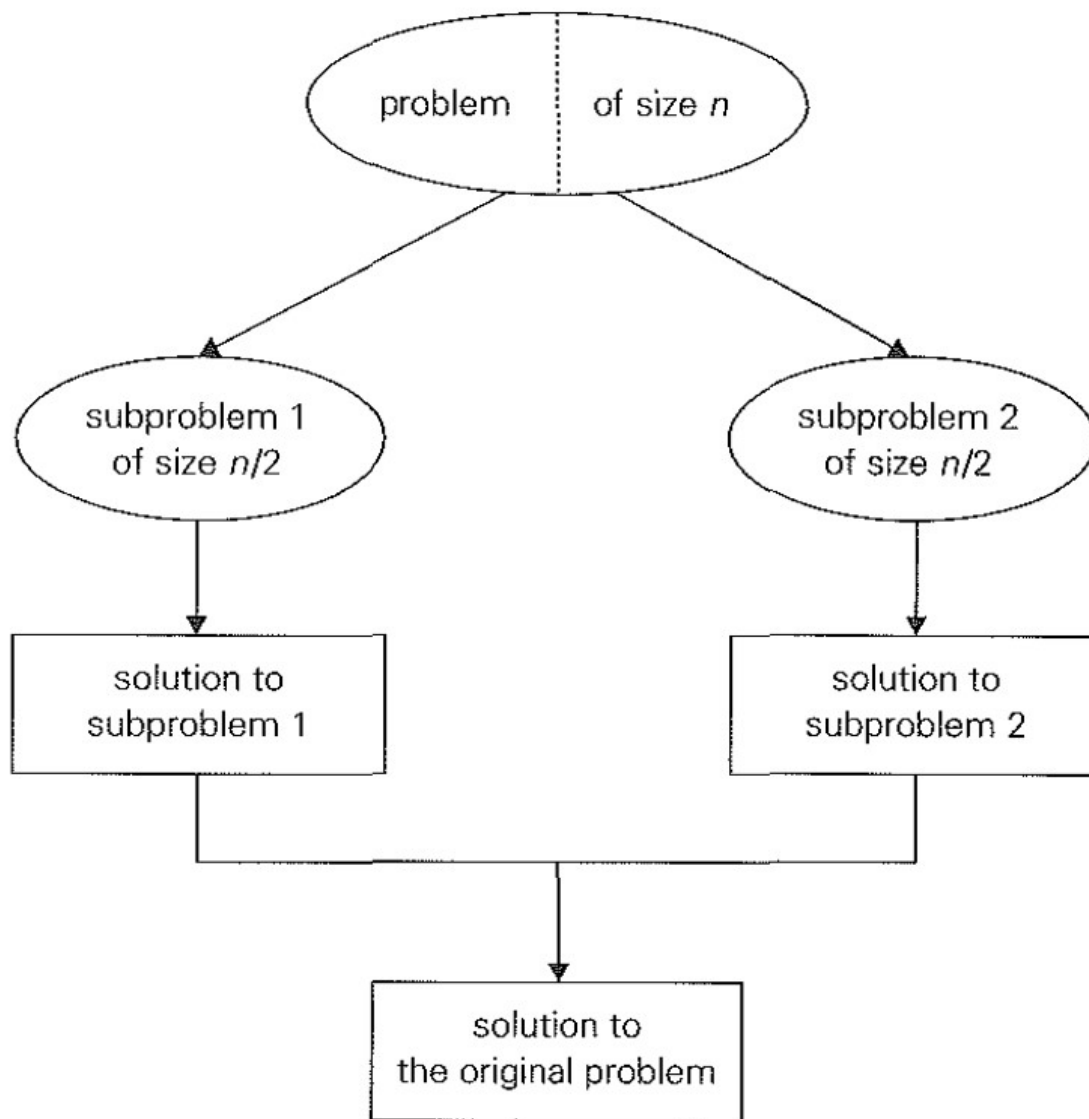 problem of size n
subproblem 1
of size n/2
subproblem 2
of size n/2
solution to
subproblem 1
solution to
subproblem 2
solution to
the original problem